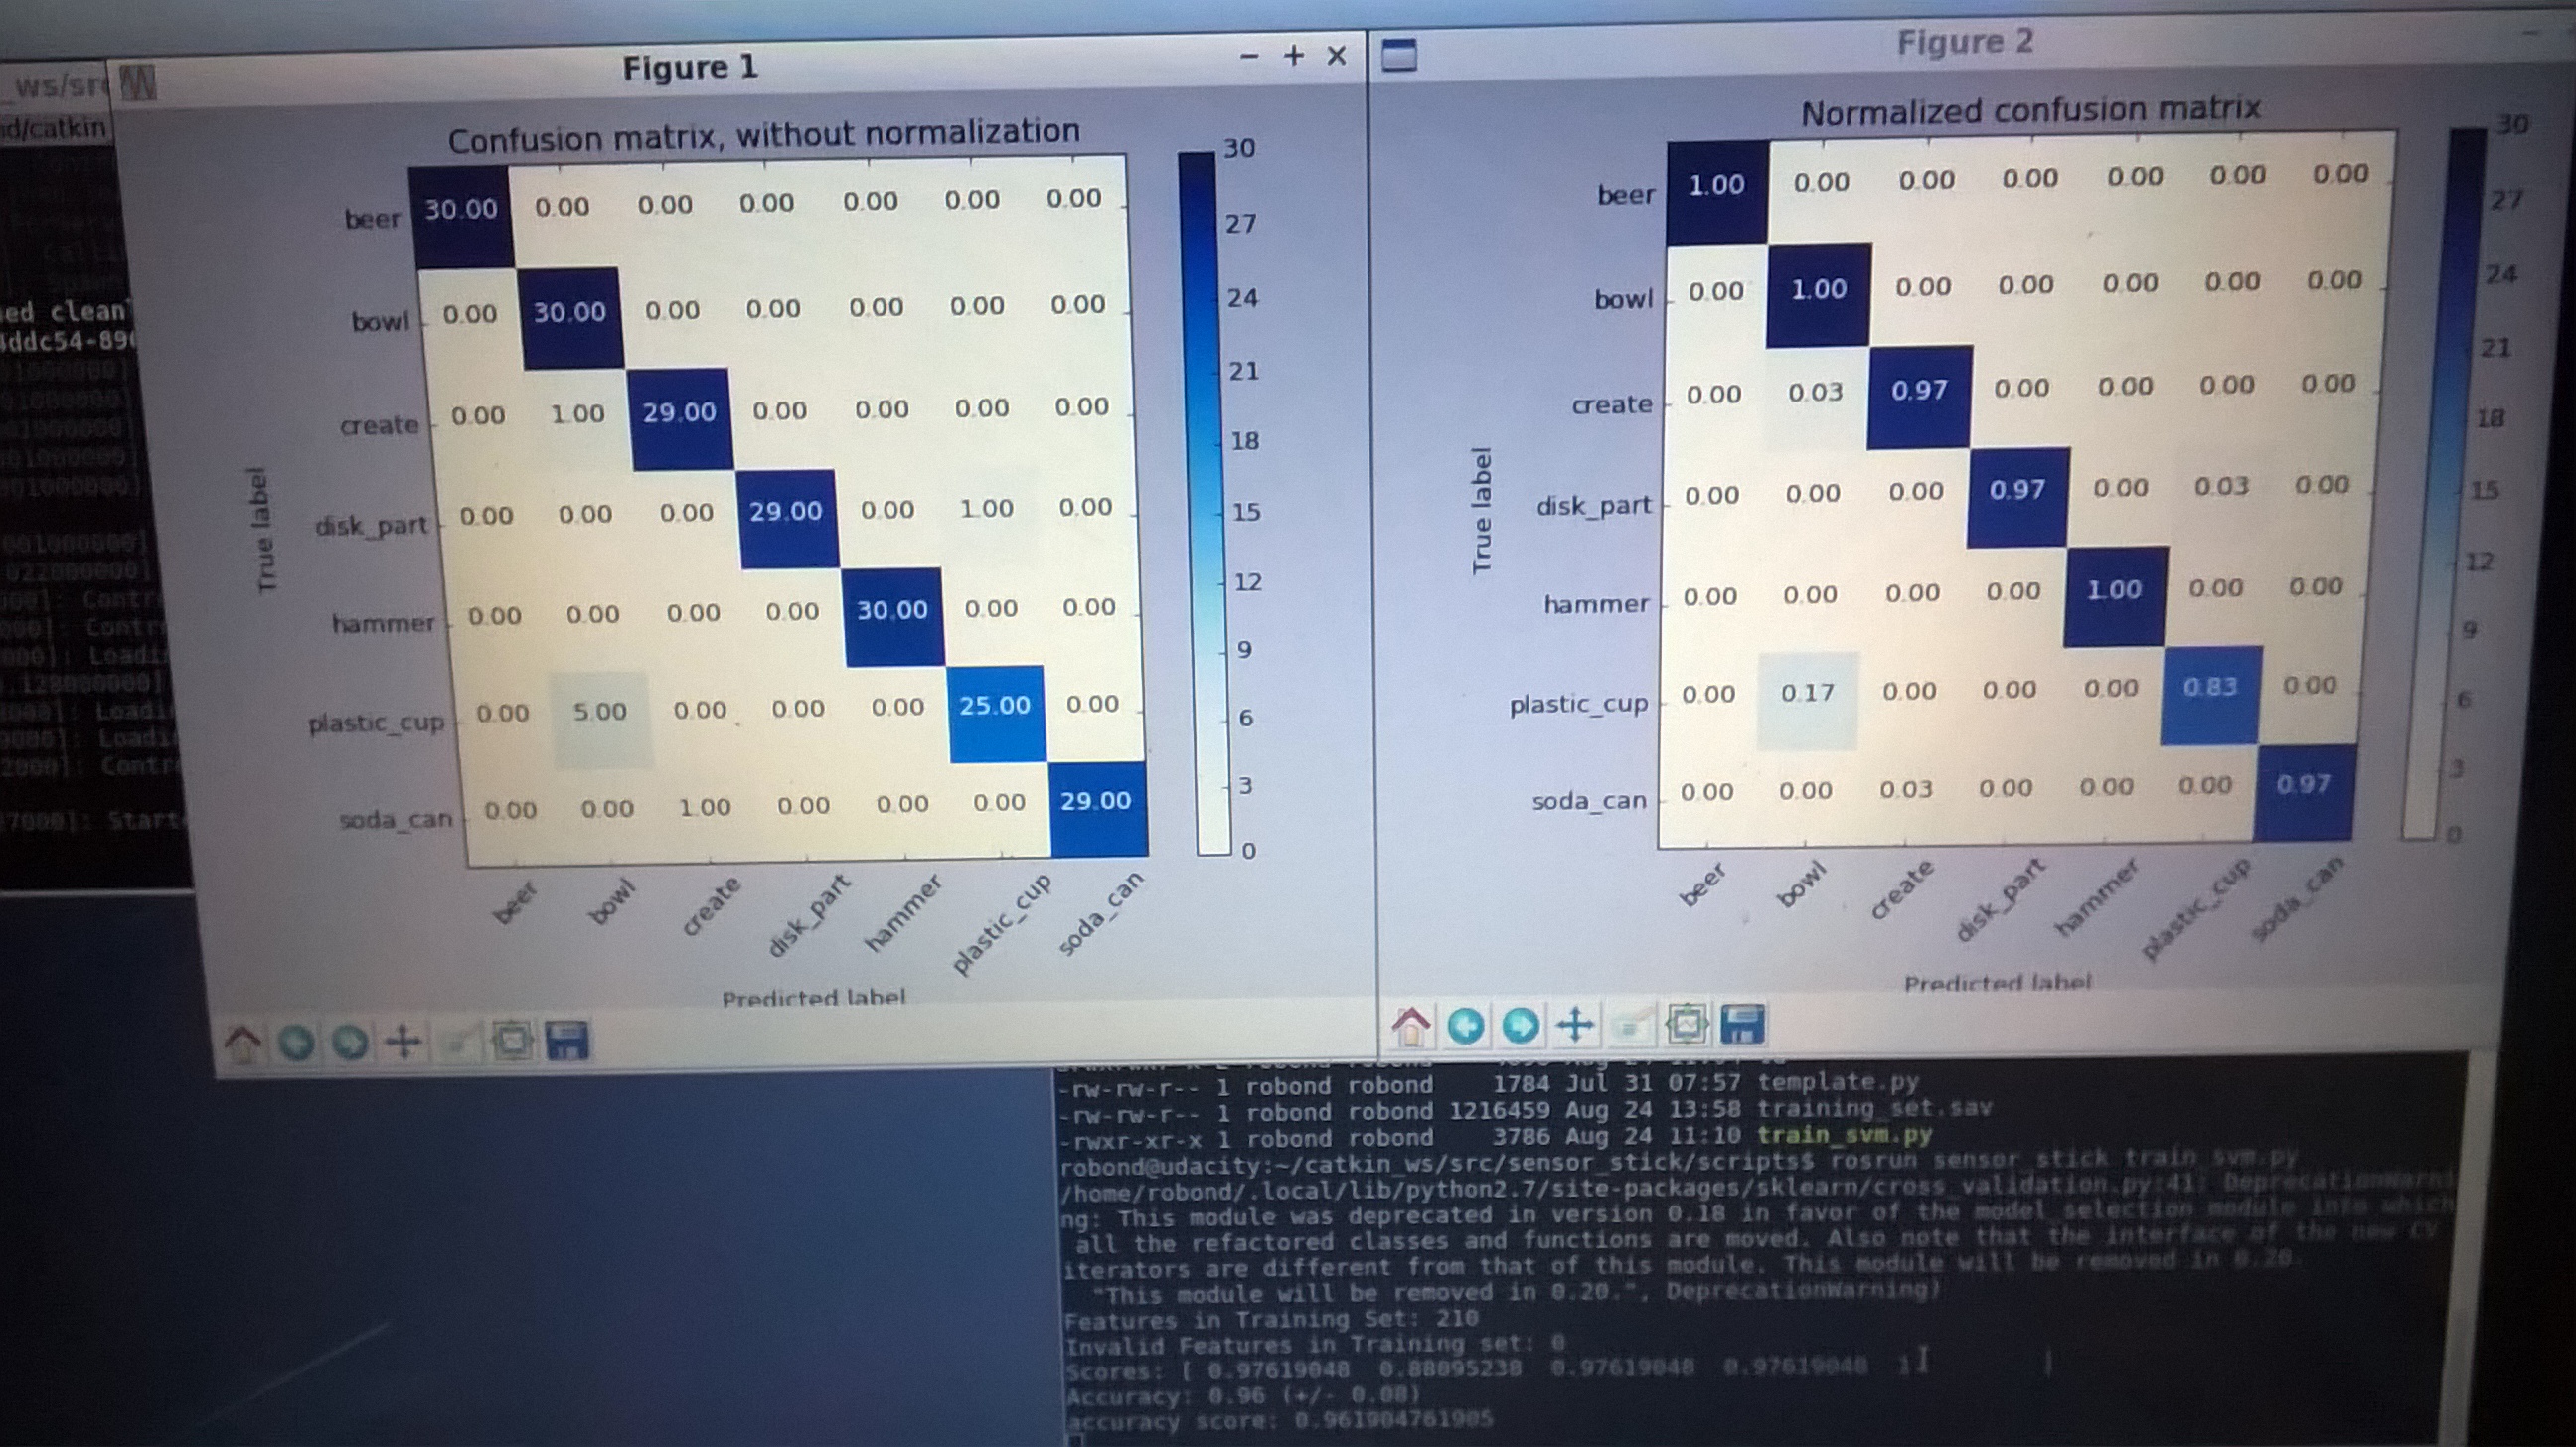 _ws/src
Figure 1
Figure 2
d/catkin
Confusion matrix, without normalization
30
beer 30.00 0.00 0.00 0.00 0.00 0.00 0.00
27
bowl 0.00 30.00 0.00 0.00 0.00 0.00 0.00
24
create 0.00 1.00 29.00 0.00 0.00 0.00 0.00
21
18
disk_part 0.00 0.00 0.00 29.00 0.00 1.00 0.00
15
True label
12
hammer 0.00 0.00 0.00 0.00 30.00 0.00 0.00
9
plastic_cup 0.00 5.00 0.00 0.00 0.00 25.00 0.00
6
soda_can 0.00 0.00 1.00 0.00 0.00 0.00 29.00
3
0
beer bowl create disk_part hammer plastic_cup soda_can
Predicted label
Normalized confusion matrix
30
beer 1.00 0.00 0.00 0.00 0.00 0.00 0.00
27
24
bowl 0.00 1.00 0.00 0.00 0.00 0.00 0.00
21
create 0.00 0.03 0.97 0.00 0.00 0.00 0.00
18
disk_part 0.00 0.00 0.00 0.97 0.00 0.03 0.00
15
True label
12
hammer 0.00 0.00 0.00 0.00 1.00 0.00 0.00
9
plastic_cup 0.00 0.17 0.00 0.00 0.00 0.83 0.00
6
soda_can 0.00 0.00 0.03 0.00 0.00 0.00 0.97
3
0
beer bowl create disk_part hammer plastic_cup soda_can
Predicted label
ed clean
ddc54-89
000]: Contr
000]: Contr
000]: Loadi
.128000000]
000]: Loadi
0000]: Loadi
2000]: Contr
7000]: Start
-rw-rw-r-- 1 robond robond 1784 Jul 31 07:57 template.py
-rw-rw-r-- 1 robond robond 1216459 Aug 24 13:58 training_set.sav
-rwxr-xr-x 1 robond robond 3786 Aug 24 11:10 train_svm.py
robond@udacity:~/catkin_ws/src/sensor_stick/scripts$ rosrun sensor_stick train_svm.py
/home/robond/.local/lib/python2.7/site-packages/sklearn/cross_validation.py:41: DeprecationWarni
ng: This module was deprecated in version 0.18 in favor of the model_selection module into which
all the refactored classes and functions are moved. Also note that the interface of the new CV
iterators are different from that of this module. This module will be removed in 0.20.
"This module will be removed in 0.20.", DeprecationWarning)
Features in Training Set: 210
Invalid Features in Training set: 0
Scores: [ 0.97619048 0.88095238 0.97619048 0.97619048 1
Accuracy: 0.96 (+/- 0.08)
accuracy score: 0.961904761905